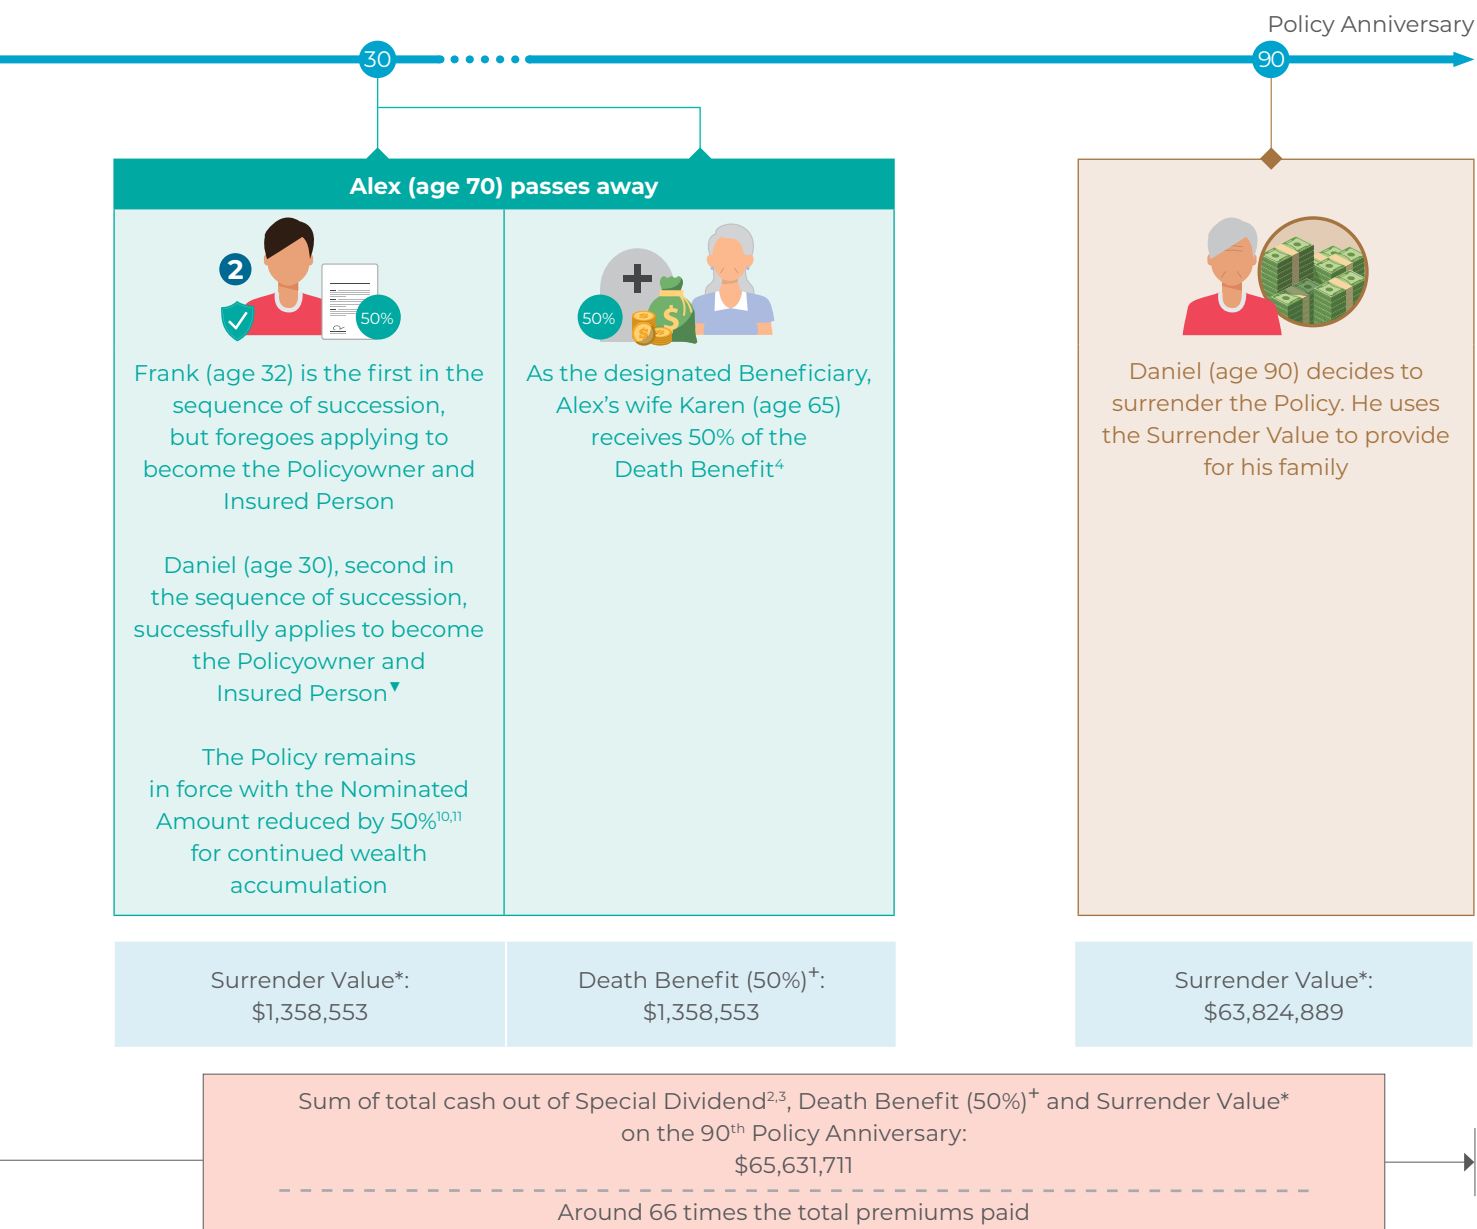 Policy Anniversary
30
90
Alex (age 70) passes away
2
50%
Frank (age 32) is the first in the
sequence of succession,
but foregoes applying to
become the Policyowner and
Insured Person
Daniel (age 30), second in
the sequence of succession,
successfully applies to become
the Policyowner and
Insured Person▼
The Policy remains
in force with the Nominated
Amount reduced by 50%10,11
for continued wealth
accumulation
50%
$
$
As the designated Beneficiary,
Alex's wife Karen (age 65)
receives 50% of the
Death Benefit4
Daniel (age 90) decides to
surrender the Policy. He uses
the Surrender Value to provide
for his family
Surrender Value*:
$1,358,553
Death Benefit (50%)+:
$1,358,553
Surrender Value*:
$63,824,889
Sum of total cash out of Special Dividend2,3, Death Benefit (50%)+ and Surrender Value*
on the 90th Policy Anniversary:
$65,631,711
Around 66 times the total premiums paid